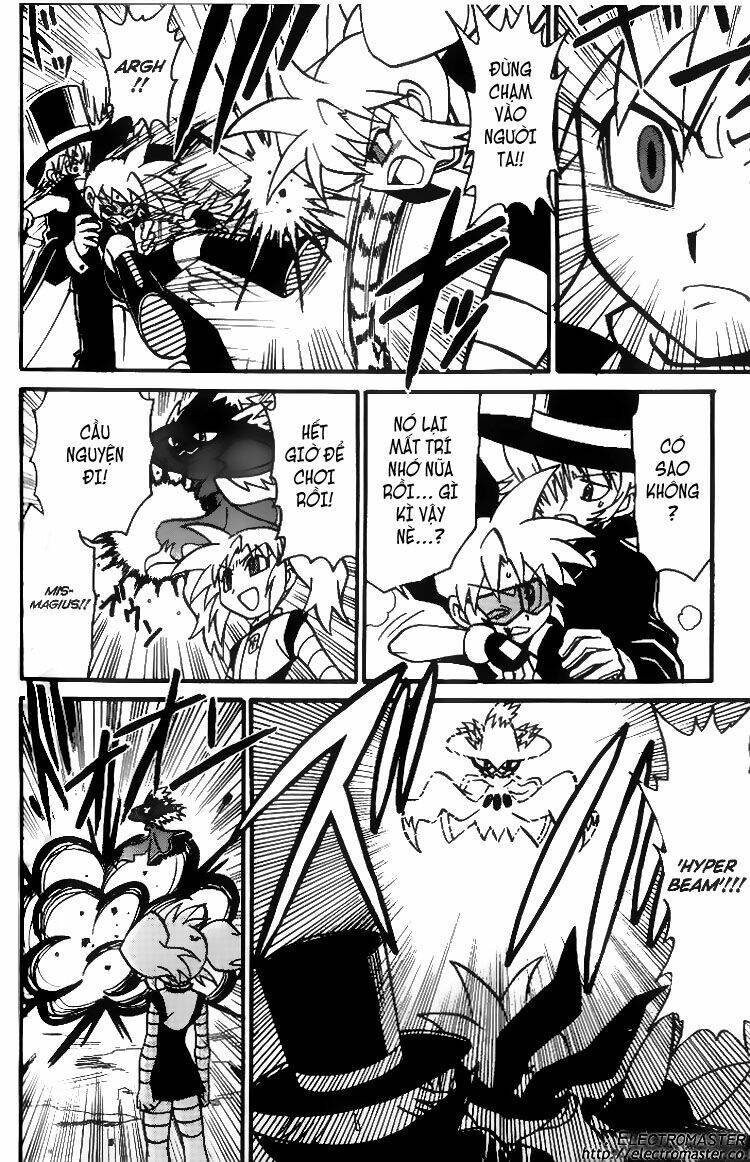 ĐỪNG
CHẠM
VÀO
NGƯỜI
TA!!
ARGH
!!
CÓ
SAO
KHÔNG
?
NÓ LẠI
MẤT TRÍ
NHỚ NỮA
RỒI... GÌ
KÌ VẬY
NÈ...?
HẾT
GIỜ ĐỂ
CHƠI
RỒI!
CẦU
NGUYỆN
ĐI!
MIS-
MAGIUS!!
'HYPER
BEAM'!!!
ELECTROMASTER
http://electromaster.co